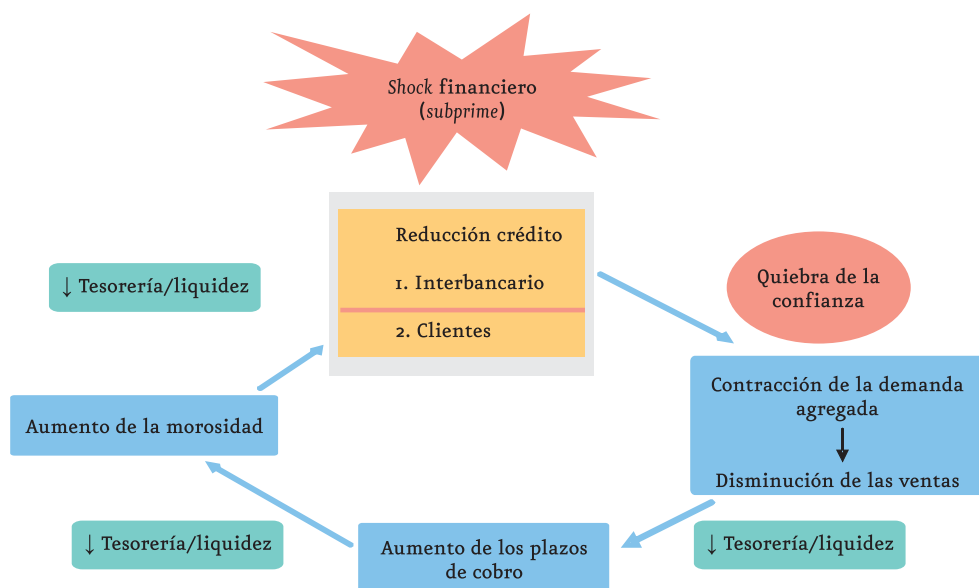 Shock financiero
(subprime)
Reducción crédito
1. Interbancario
2. Clientes
↓ Tesorería/liquidez
Quiebra de la
confianza
Contracción de la demanda
agregada
Disminución de las ventas
Aumento de la morosidad
↓ Tesorería/liquidez
Aumento de los plazos
de cobro
↓ Tesorería/liquidez